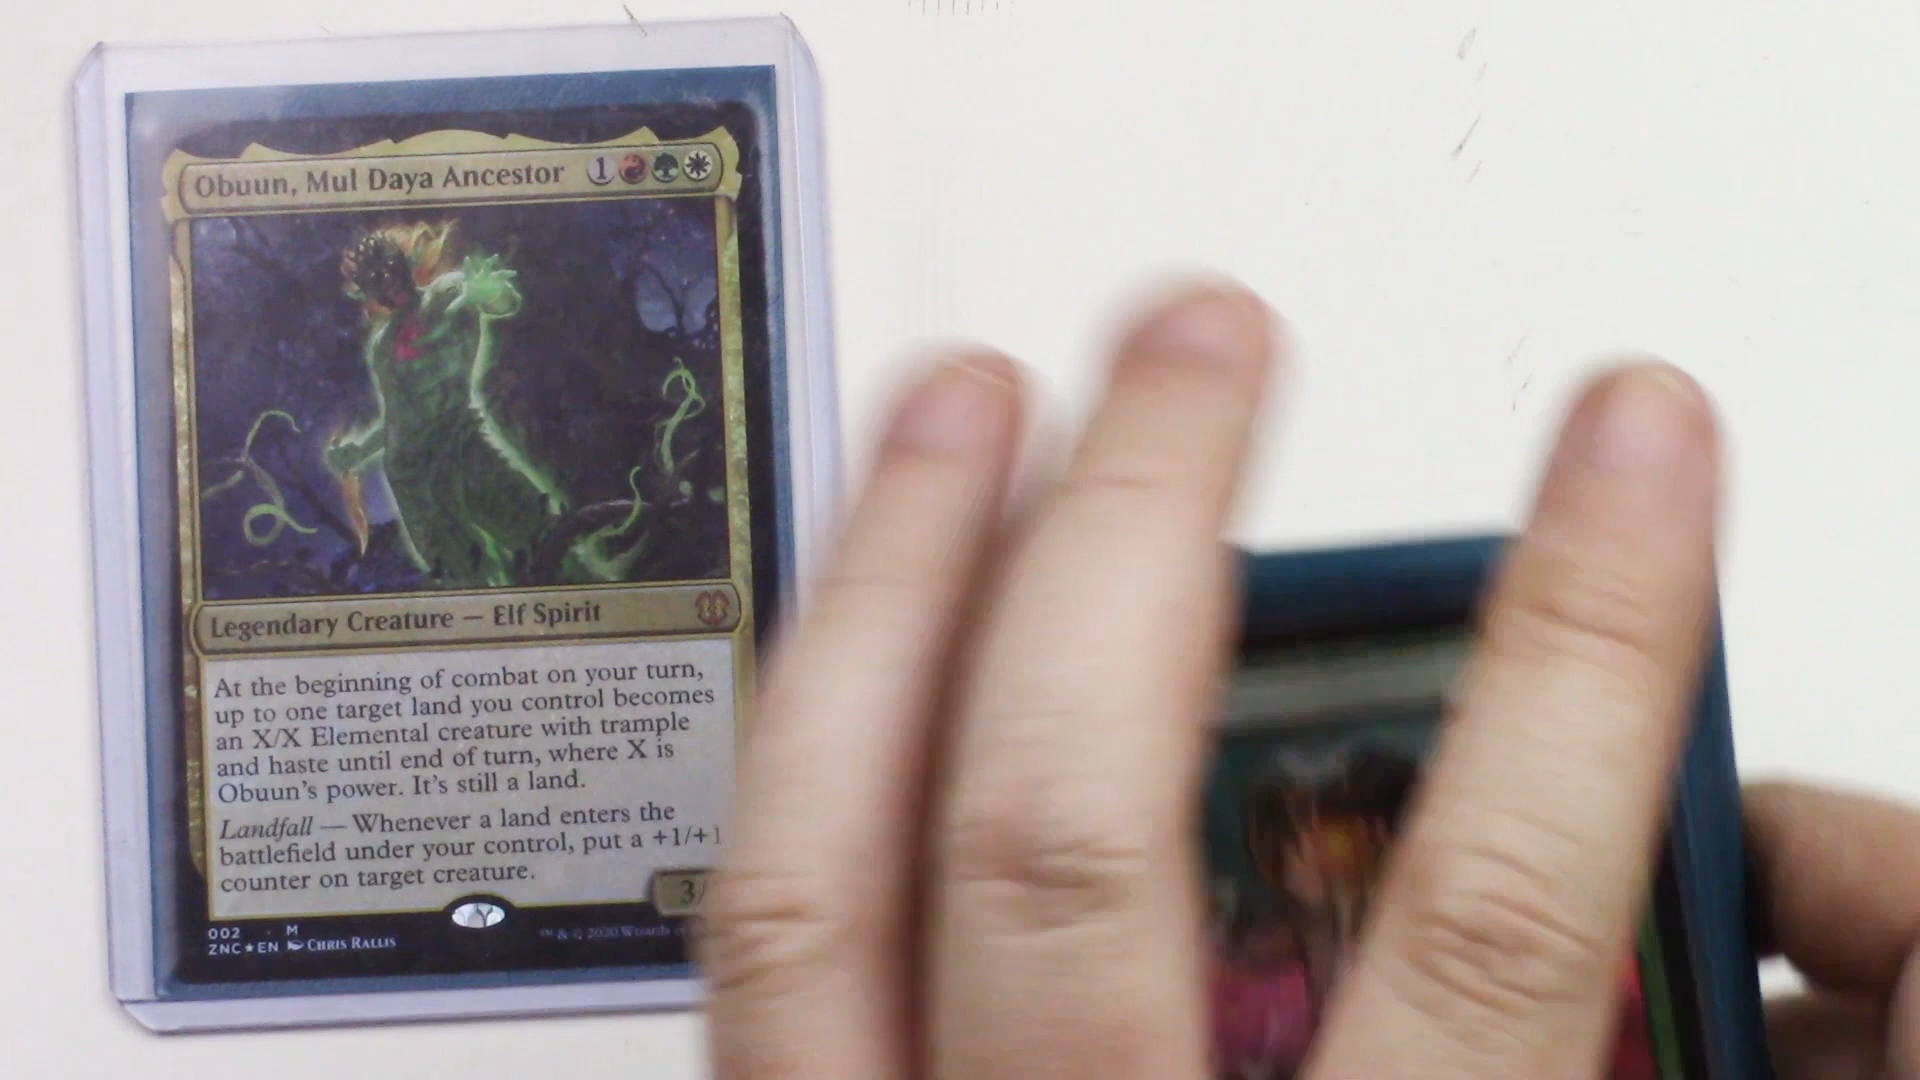 Obuun, Mul Daya Ancestor 1
Legendary Creature — Elf Spirit
At the beginning of combat on your turn,
up to one target land you control becomes
an X/X Elemental creature with trample
and haste until end of turn, where X is
Obuun's power. It's still a land.
Landfall — Whenever a land enters the
battlefield under your control, put a +1/+1
counter on target creature.
3/
002 M
ZNC★EN Chris Rallis
™ & © 2020 Wizards